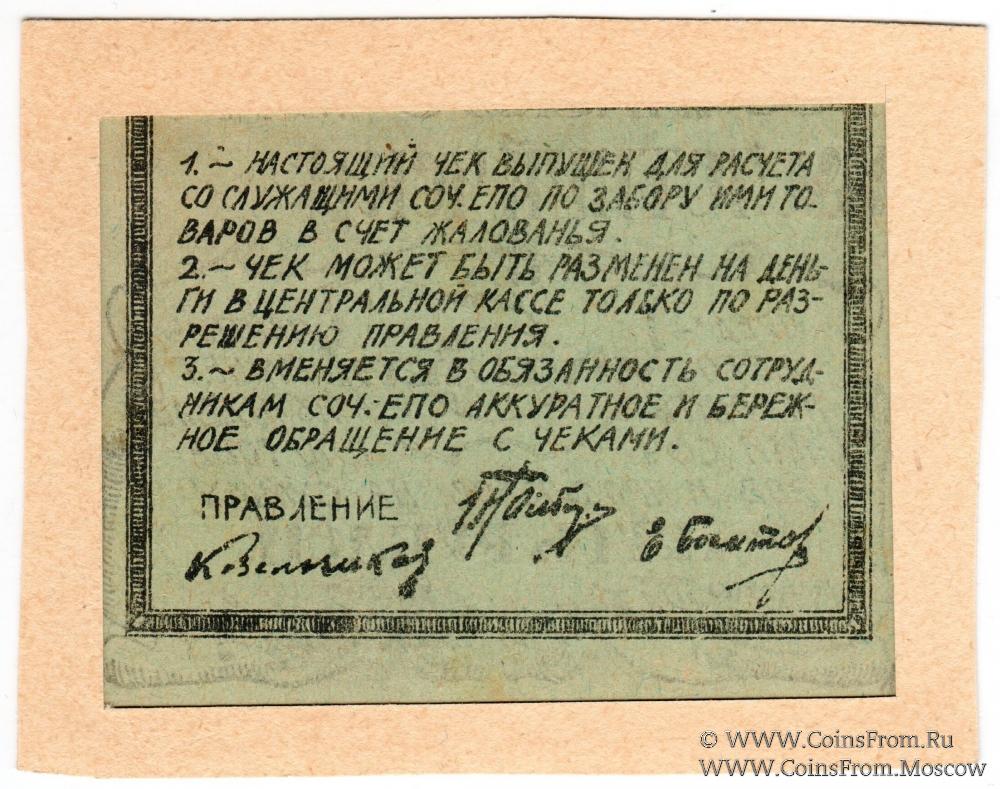 1.~ НАСТОЯЩИЙ ЧЕК ВЫПУЩЕН ДЛЯ РАСЧЕТА
СО СЛУЖАЩИМИ СОЧ.ЕПО ПО ЗАБОРУ ИМИ ТО-
ВАРОВ В СЧЕТ ЖАЛОВАНЬЯ.
2.~ ЧЕК МОЖЕТ БЫТЬ РАЗМЕНЕН НА ДЕНЬ-
ГИ В ЦЕНТРАЛЬНОЙ КАССЕ ТОЛЬКО ПО РАЗ-
РЕШЕНИЮ ПРАВЛЕНИЯ.
3.~ ВМЕНЯЕТСЯ В ОБЯЗАННОСТЬ СОТРУД-
НИКАМ СОЧ.-ЕПО АККУРАТНОЕ И БЕРЕЖ-
НОЕ ОБРАЩЕНИЕ С ЧЕКАМИ.
ПРАВЛЕНИЕ
© WWW.CoinsFrom.Ru
WWW.CoinsFrom.Moscow